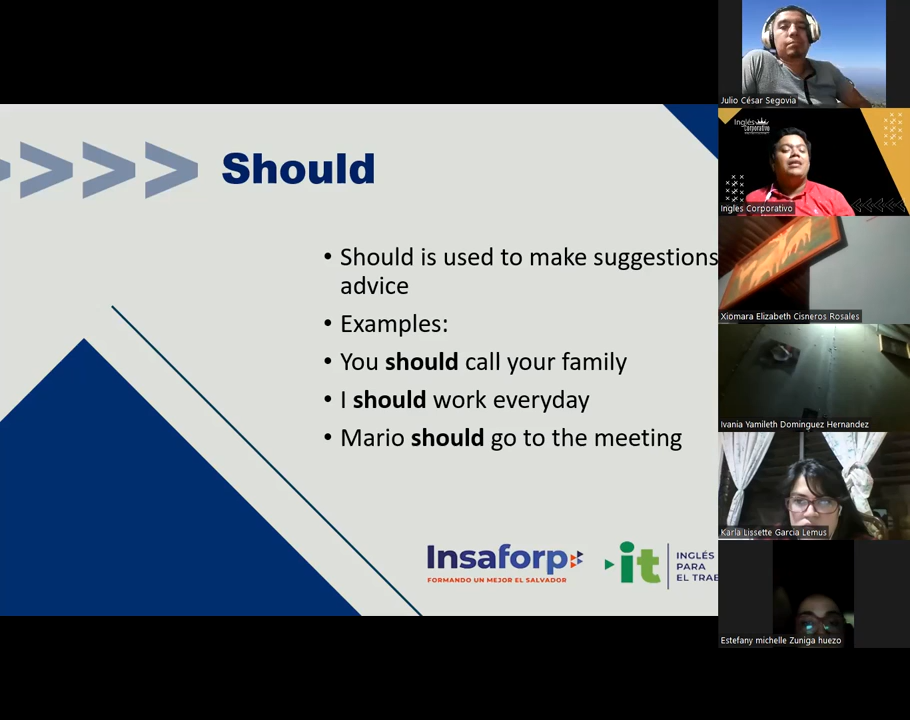 Should
• Should is used to make suggestions
advice
• Examples:
• You should call your family
• I should work everyday
• Mario should go to the meeting
Insaforp
FORMANDO UN MEJOR EL SALVADOR
it
INGLÉS
PARA
EL TRAB
Julio César Segovia
Inglés
Corporativo
Ingles Corporativo
Xiomara Elizabeth Cisneros Rosales
Ivania Yamileth Dominguez Hernandez
Karla Lissette Garcia Lemus
Estefany michelle Zuniga huezo